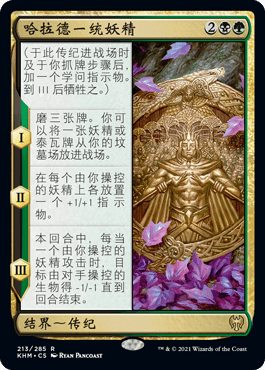 哈拉德一统妖精
2
(于此传纪进战场时
及于你抓牌步骤后,
加一个学问指示物。
到 III 后牺牲之。)
I
磨三张牌。你可
以将一张妖精或
泰瓦牌从你的坟
墓场放进战场。
II
在每个由你操控
的妖精上各放置
一个 +1/+1 指示
物。
III
本回合中,每当
一个由你操控的
妖精攻击时,目
标由对手操控的
生物得 -1/-1 直到
回合结束。
结界~传纪
213/285 R
KHM • CS RYAN PANCOAST
™ & © 2021 Wizards of the Coast